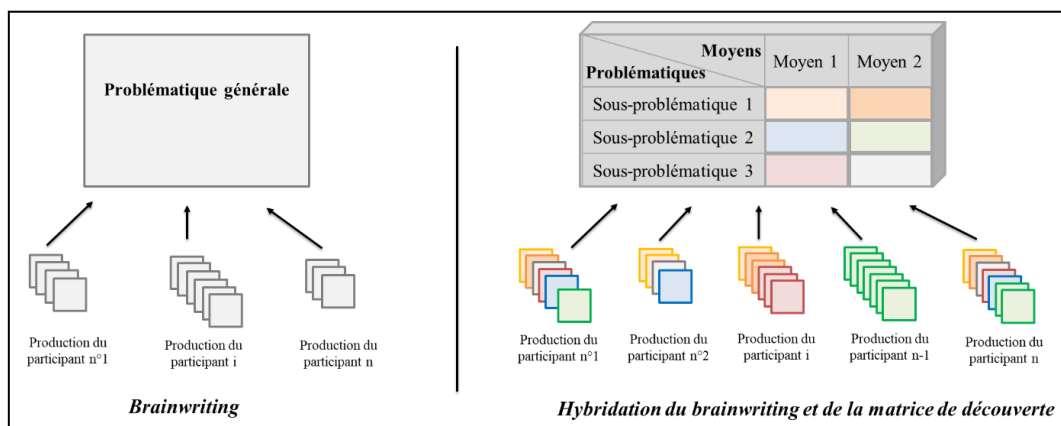 Problématique générale
Production du
participant n°1
Production du
participant i
Production du
participant n
Brainwriting
Moyens
Problématiques
Moyen 1
Moyen 2
Sous-problématique 1
Sous-problématique 2
Sous-problématique 3
Production du
participant n°1
Production du
participant n°2
Production du
participant i
Production du
participant n-1
Production du
participant n
Hybridation du brainwriting et de la matrice de découverte